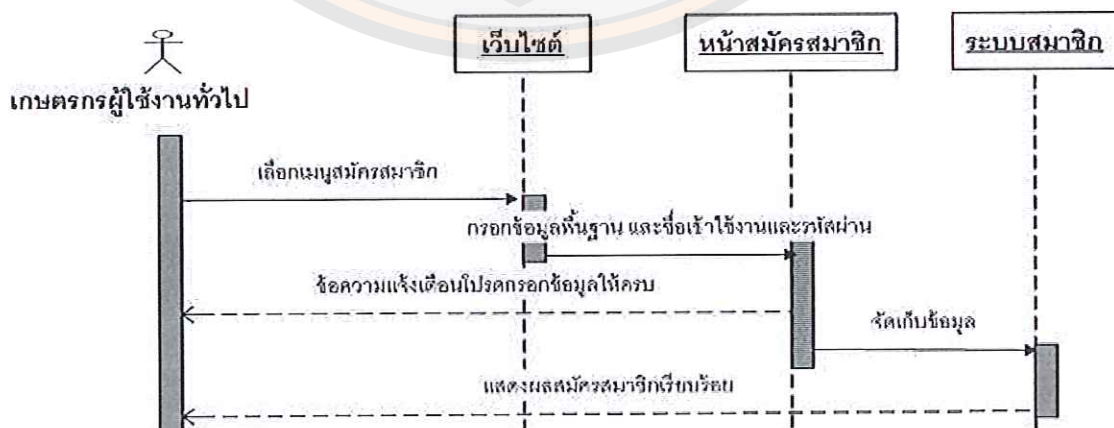 เว็บไซต์
หน้าสมัครสมาชิก
ระบบสมาชิก
เกษตรกรผู้ใช้งานทั่วไป
เลือกเมนูสมัครสมาชิก
กรอกข้อมูลพื้นฐาน และชื่อเข้าใช้งานและรหัสผ่าน
ข้อความแจ้งเตือนโปรดกรอกข้อมูลให้ครบ
จัดเก็บข้อมูล
แสดงผลสมัครสมาชิกเรียบร้อย